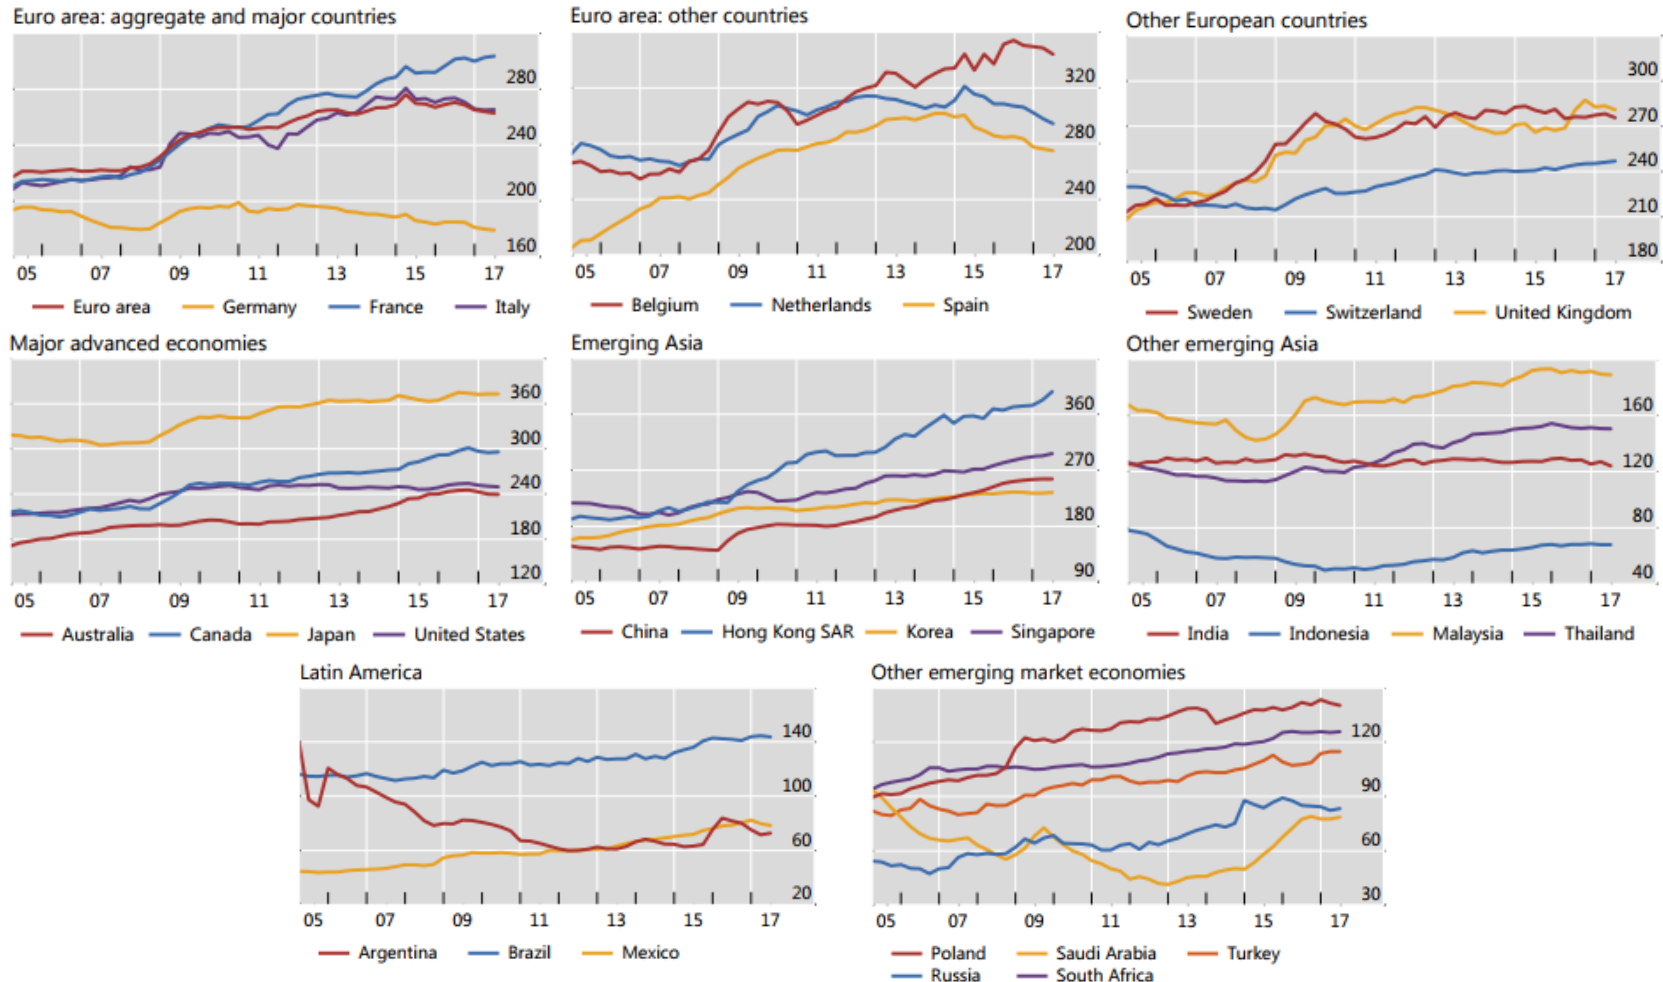 Euro area: aggregate and major countries
280
240
200
160
05 07 09 11 13 15 17
Euro area Germany France Italy
Euro area: other countries
320
280
240
200
05 07 09 11 13 15 17
Belgium Netherlands Spain
Other European countries
300
270
240
210
180
05 07 09 11 13 15 17
Sweden Switzerland United Kingdom
Major advanced economies
360
300
240
180
120
05 07 09 11 13 15 17
Australia Canada Japan United States
Emerging Asia
360
270
180
90
05 07 09 11 13 15 17
China Hong Kong SAR Korea Singapore
Other emerging Asia
160
120
80
40
05 07 09 11 13 15 17
India Indonesia Malaysia Thailand
Latin America
140
100
60
20
05 07 09 11 13 15 17
Argentina Brazil Mexico
Other emerging market economies
120
90
60
30
05 07 09 11 13 15 17
Poland Saudi Arabia Turkey
Russia South Africa